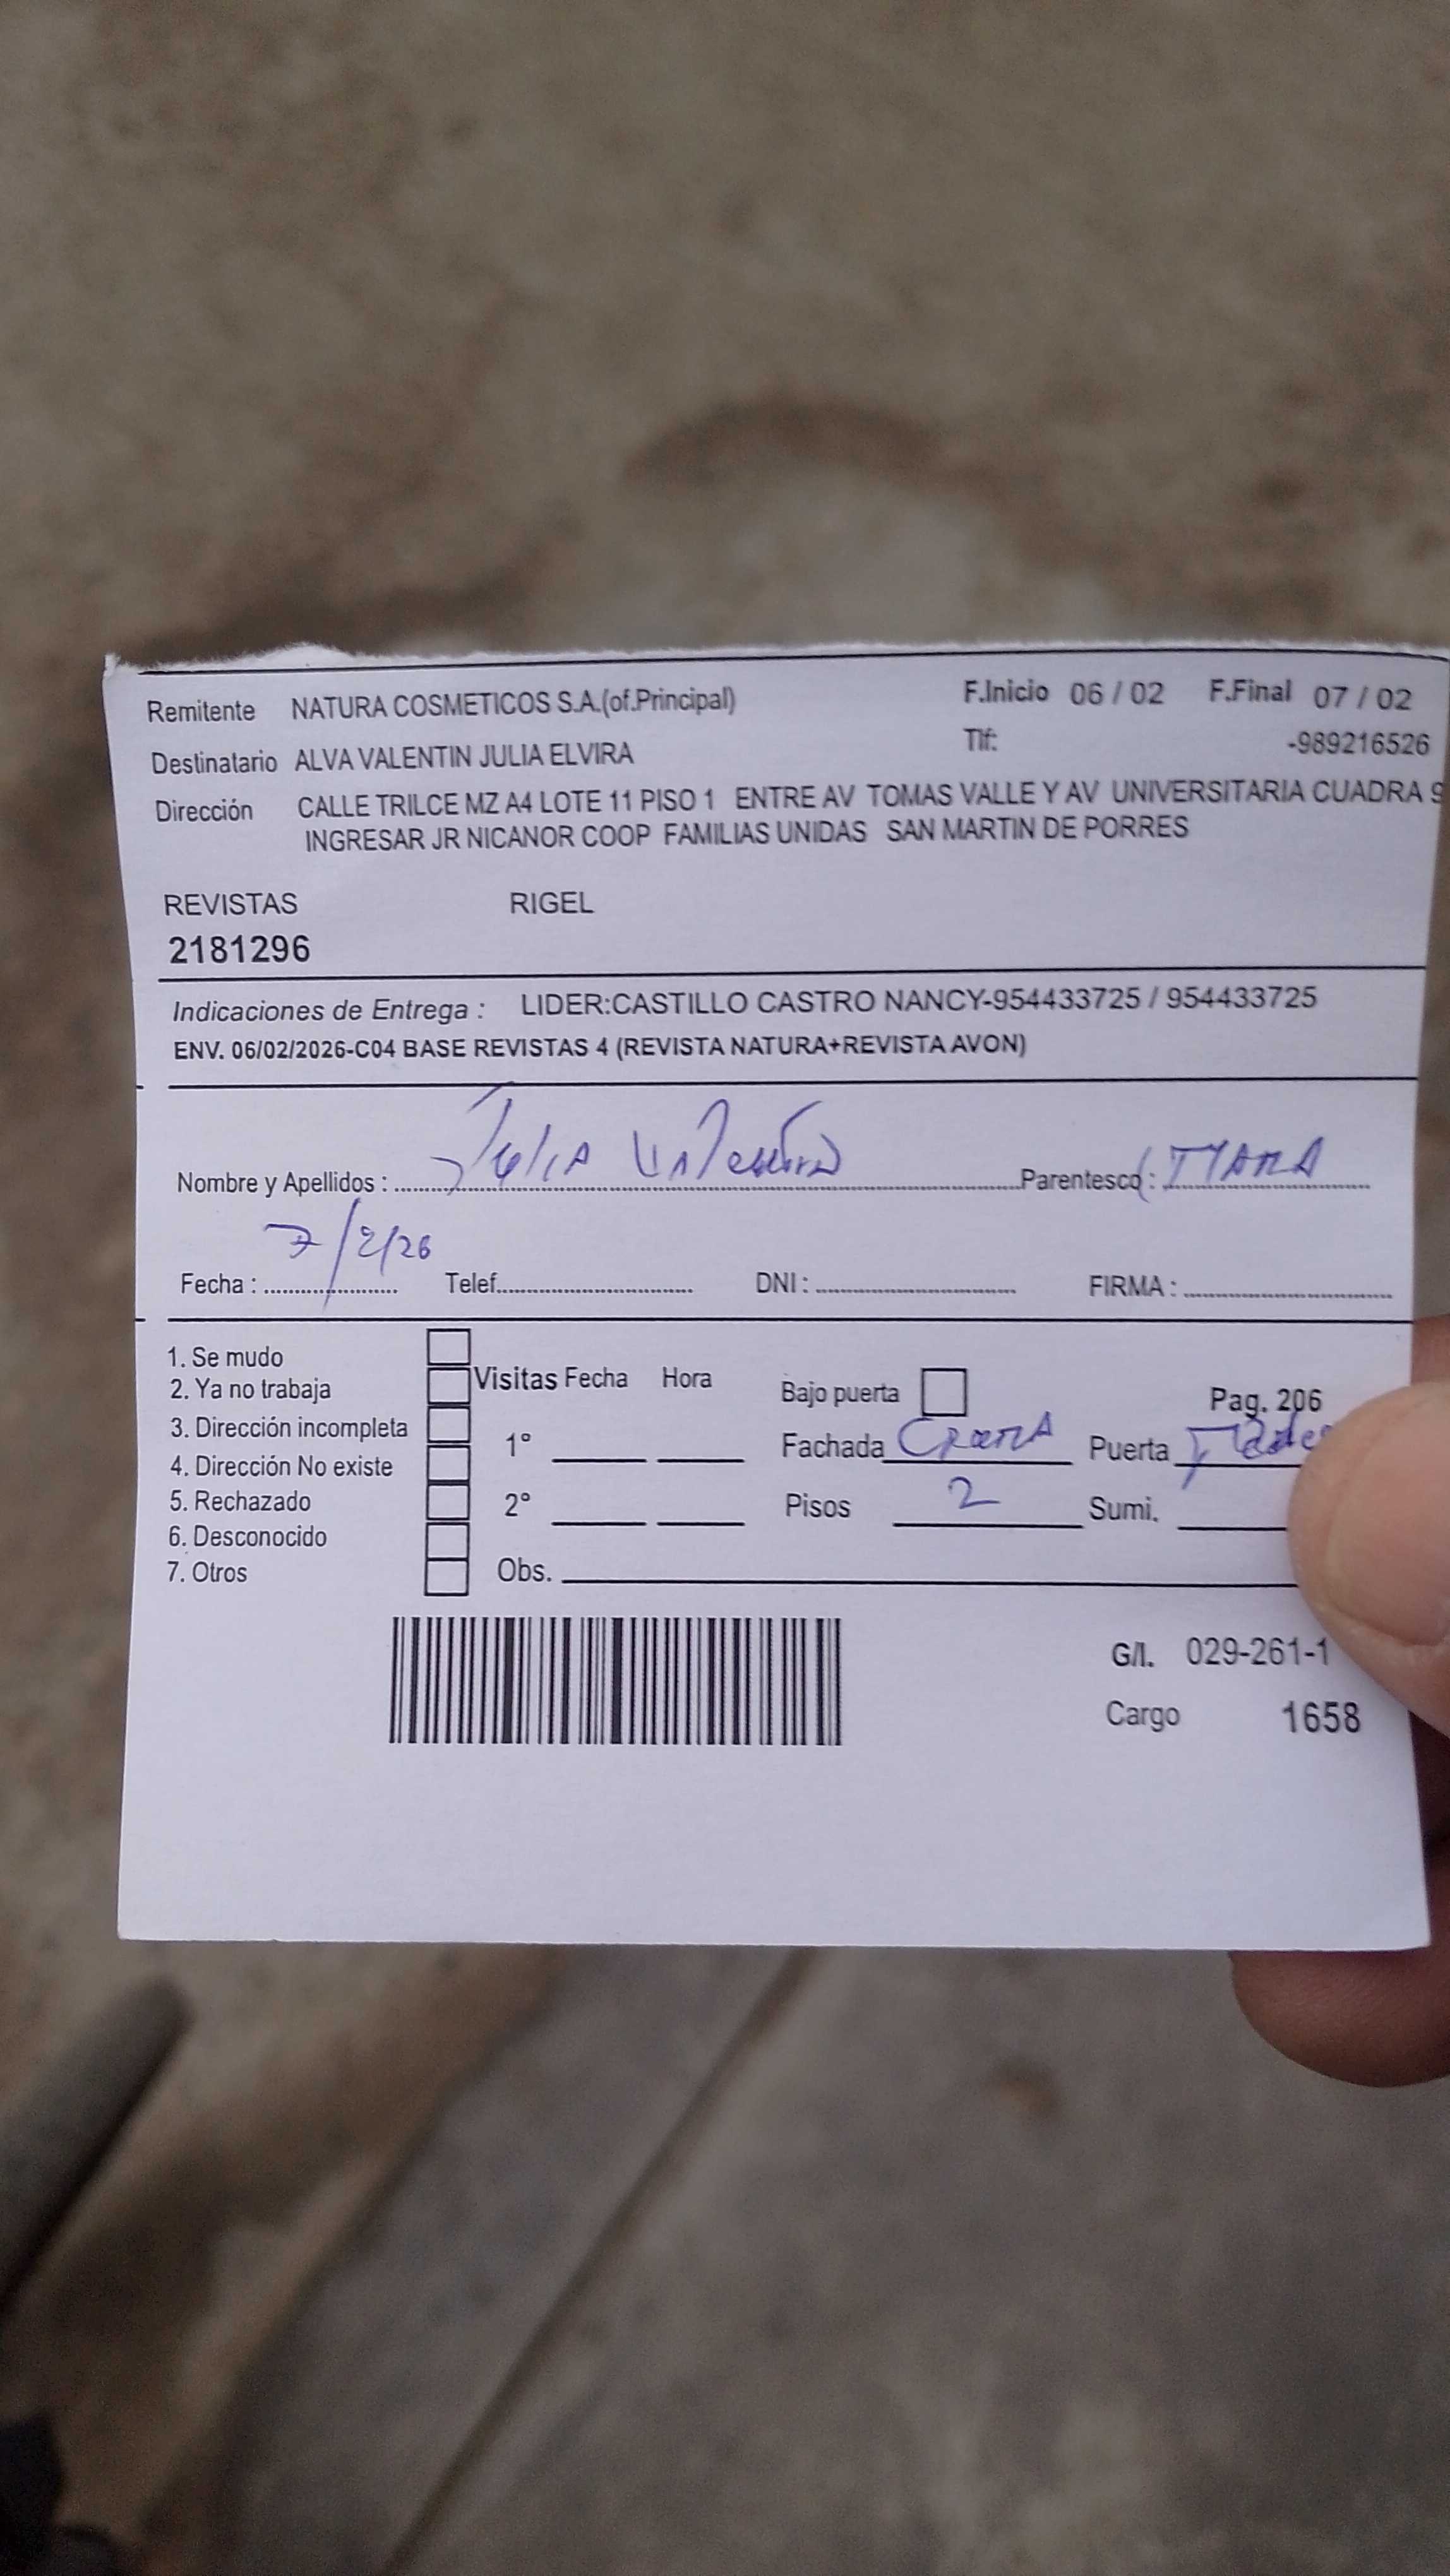 Remitente NATURA COSMETICOS S.A.(of.Principal) F.Inicio 06 / 02 F.Final 07 / 02
Destinatario ALVA VALENTIN JULIA ELVIRA Tlf: -989216526
Dirección CALLE TRILCE MZ A4 LOTE 11 PISO 1 ENTRE AV TOMAS VALLE Y AV UNIVERSITARIA CUADRA 9
INGRESAR JR NICANOR COOP FAMILIAS UNIDAS SAN MARTIN DE PORRES
REVISTAS RIGEL
2181296
Indicaciones de Entrega : LIDER:CASTILLO CASTRO NANCY-954433725 / 954433725
ENV. 06/02/2026-C04 BASE REVISTAS 4 (REVISTA NATURA+REVISTA AVON)
Nombre y Apellidos : Julia Valentin Parentesco :
Fecha : 7/2/26 Telef. DNI : FIRMA :
1. Se mudo
2. Ya no trabaja Visitas Fecha Hora Bajo puerta Pag. 206
3. Dirección incompleta 1° Fachada Crema Puerta
4. Dirección No existe
5. Rechazado 2° Pisos 2 Sumi.
6. Desconocido
7. Otros Obs.
G/I. 029-261-1
Cargo 1658